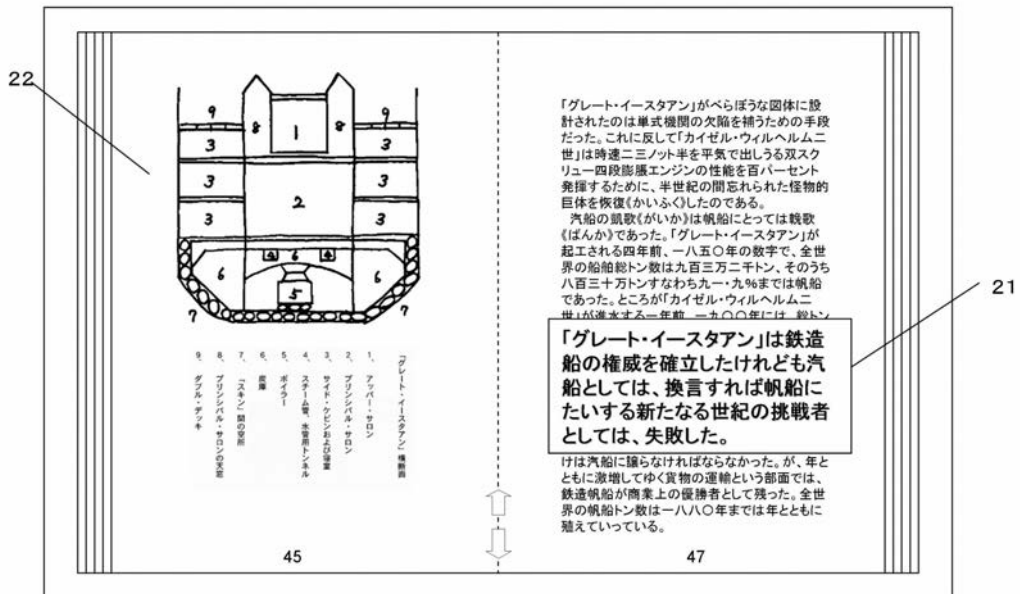 22
9
9
8
1
8
3
3
3
3
2
3
3
4
6
4
6
6
5
7
7
「グレート・イースタアン」横断面
1、アッパー・サロン
2、プリンシパル・サロン
3、サイド・ケビンおよび寝室
4、スチーム管、水管用トンネル
5、ボイラー
6、炭庫
7、「スキン」間の空所
8、プリンシパル・サロンの天窓
9、ダブル・デッキ
45
「グレート・イースタアン」がべらぼうな図体に設
計されたのは単式機関の欠陥を補うための手段
だった。これに反して「カイゼル・ウィルヘルム二
世」は時速二三ノット半を平気で出しうる双スク
リュー四段膨脹エンジンの性能を百パーセント
発揮するために、半世紀の間忘れられた怪物的
巨体を恢復《かいふく》したのである。
汽船の凱歌《がいか》は帆船にとっては輓歌
《ばんか》であった。「グレート・イースタアン」が
起工される四年前、一八五〇年の数字で、全世
界の船舶総トン数は九百三万二千トン、そのうち
八百三十万トンすなわち九一・九%までは帆船
であった。ところが「カイゼル・ウィルヘルム二
世」が進水する一年前、一九〇〇年には、総トン
「グレート・イースタアン」は鉄造
船の権威を確立したけれども汽
船としては、換言すれば帆船に
たいする新たなる世紀の挑戦者
としては、失敗した。
けは汽船に譲らなければならなかった。が、年と
ともに激増してゆく貨物の運輸という部面では、
鉄造帆船が商業上の優勝者として残った。全世
界の帆船トン数は一八八〇年までは年とともに
殖えていっている。
47
21